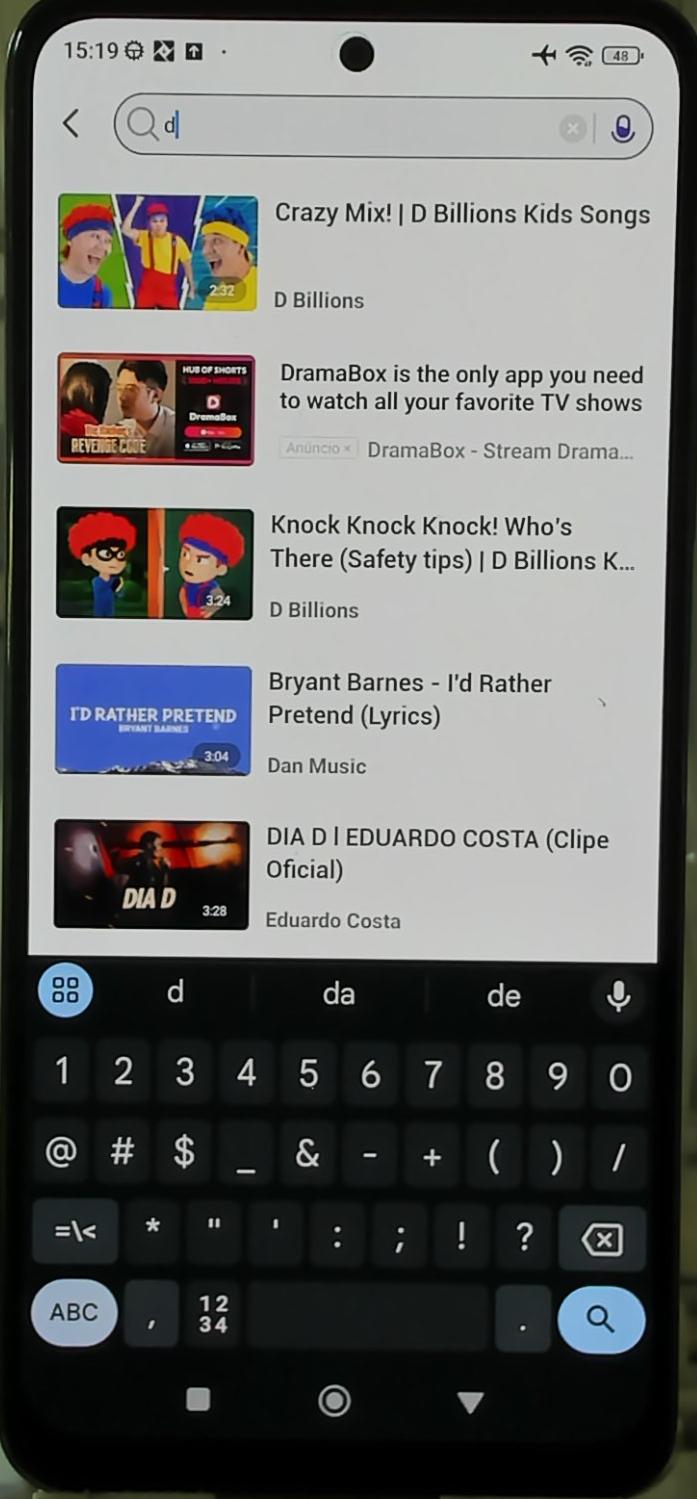 15:19
48
d
Crazy Mix! | D Billions Kids Songs
2:32
D Billions
HUB OF SHORTS
DramaBox
REVENGE CODE
DramaBox is the only app you need
to watch all your favorite TV shows
Anúncio
DramaBox - Stream Drama...
Knock Knock Knock! Who's
There (Safety tips) | D Billions K...
3:24
D Billions
I'D RATHER PRETEND
BRYANT BARNES
3:04
Bryant Barnes - I'd Rather
Pretend (Lyrics)
Dan Music
DIA D
3:28
DIA D l EDUARDO COSTA (Clipe
Oficial)
Eduardo Costa
d da de
1 2 3 4 5 6 7 8 9 0
@ # $ _ & - + ( ) /
=\< * " ' : ; ! ?
ABC , 12 .
34